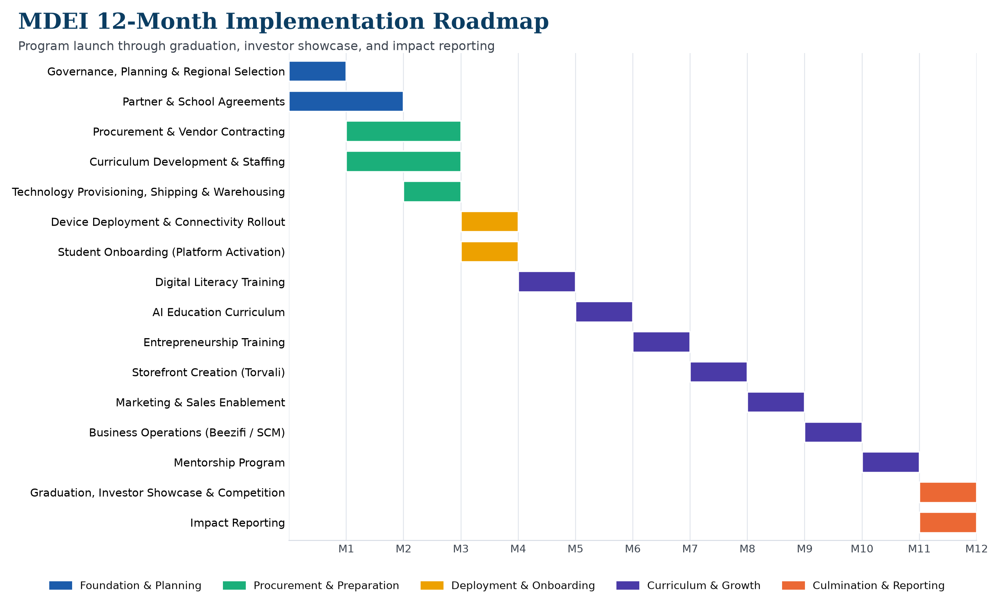 MDEI 12-Month Implementation Roadmap
Program launch through graduation, investor showcase, and impact reporting
Governance, Planning & Regional Selection
Partner & School Agreements
Procurement & Vendor Contracting
Curriculum Development & Staffing
Technology Provisioning, Shipping & Warehousing
Device Deployment & Connectivity Rollout
Student Onboarding (Platform Activation)
Digital Literacy Training
AI Education Curriculum
Entrepreneurship Training
Storefront Creation (Torvali)
Marketing & Sales Enablement
Business Operations (Beezifi / SCM)
Mentorship Program
Graduation, Investor Showcase & Competition
Impact Reporting
M1 M2 M3 M4 M5 M6 M7 M8 M9 M10 M11 M12
Foundation & Planning Procurement & Preparation Deployment & Onboarding Curriculum & Growth Culmination & Reporting